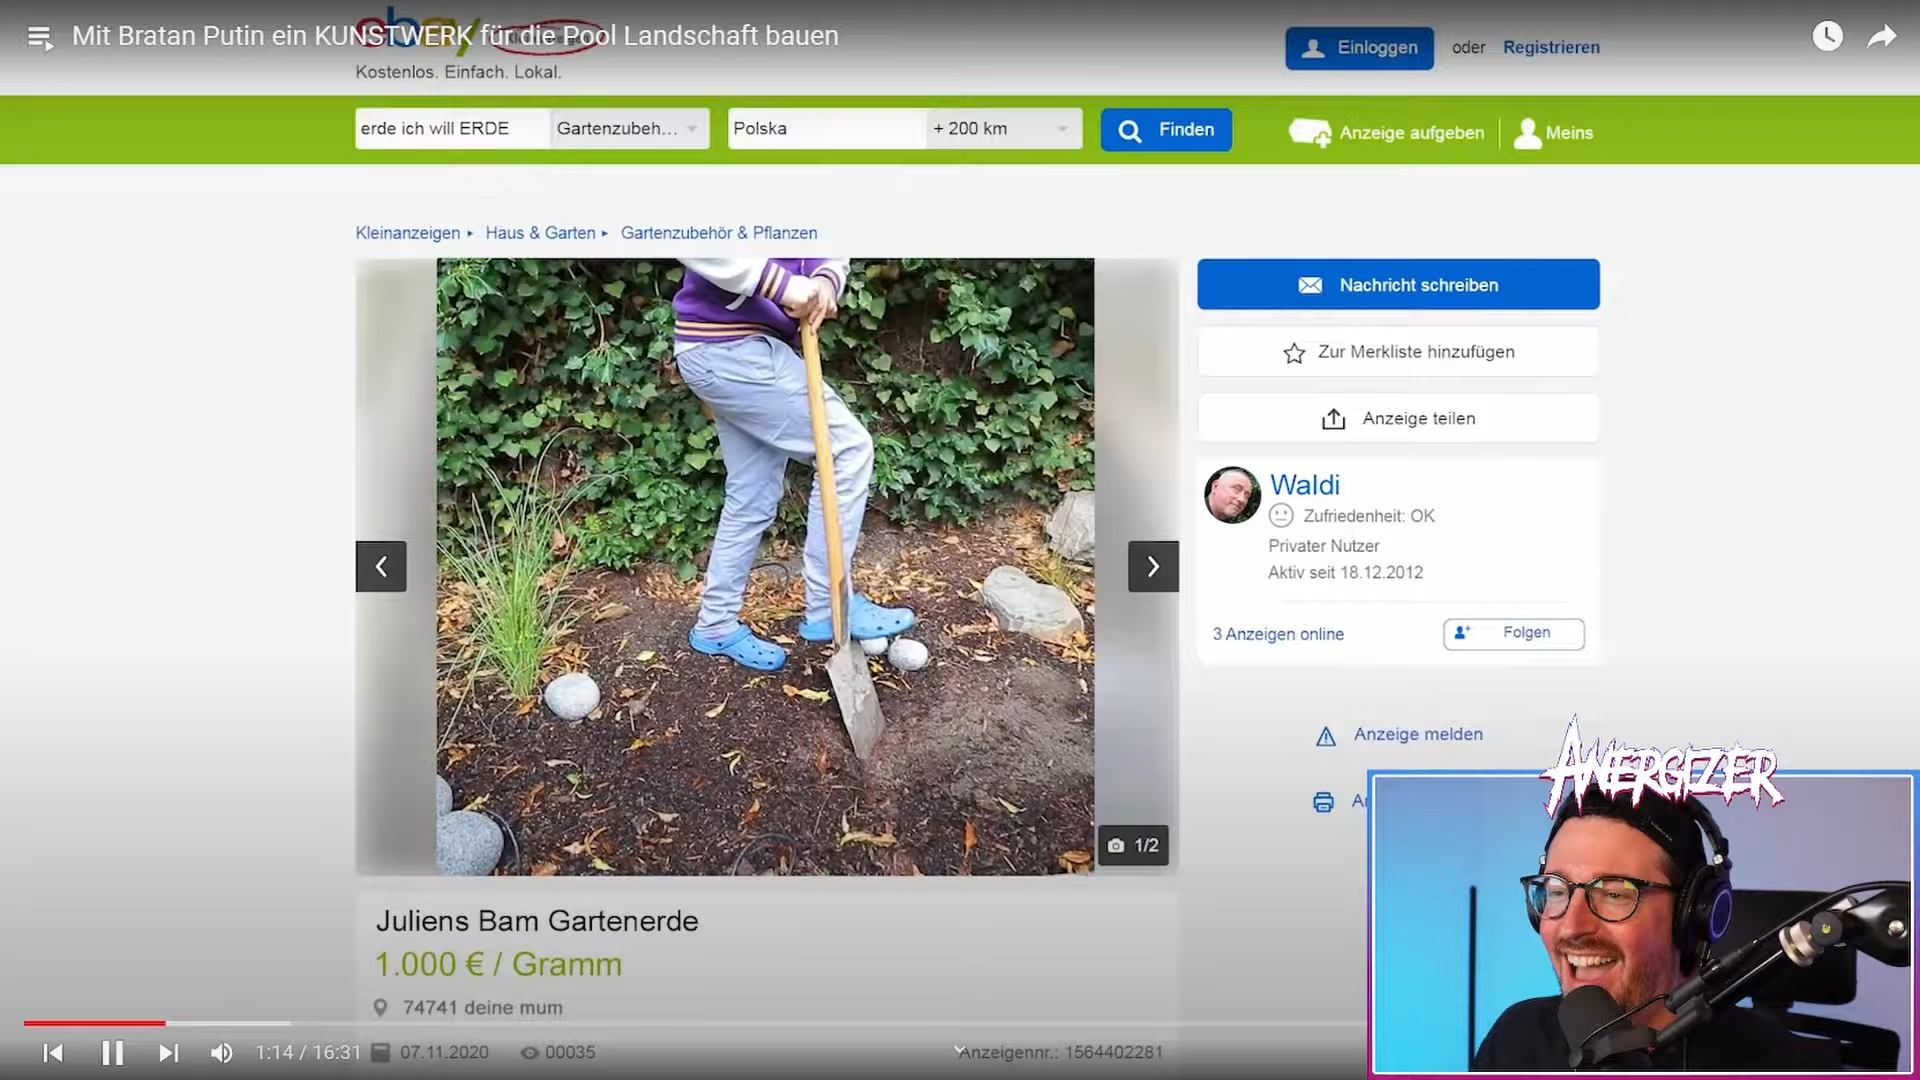 Mit Bratan Putin ein KUNSTWERK für die Pool Landschaft bauen
ebay
Kostenlos. Einfach. Lokal.
Einloggen oder Registrieren
erde ich will ERDE Gartenzubeh... Polska + 200 km Finden Anzeige aufgeben Meins
Kleinanzeigen ▸ Haus & Garten ▸ Gartenzubehör & Pflanzen
Nachricht schreiben
Zur Merkliste hinzufügen
Anzeige teilen
Waldi
Zufriedenheit: OK
Privater Nutzer
Aktiv seit 18.12.2012
3 Anzeigen online Folgen
Anzeige melden
ANERGIZER
1/2
Juliens Bam Gartenerde
1.000 € / Gramm
74741 deine mum
1:14 / 16:31 07.11.2020 00035 Anzeigennr.: 1564402281